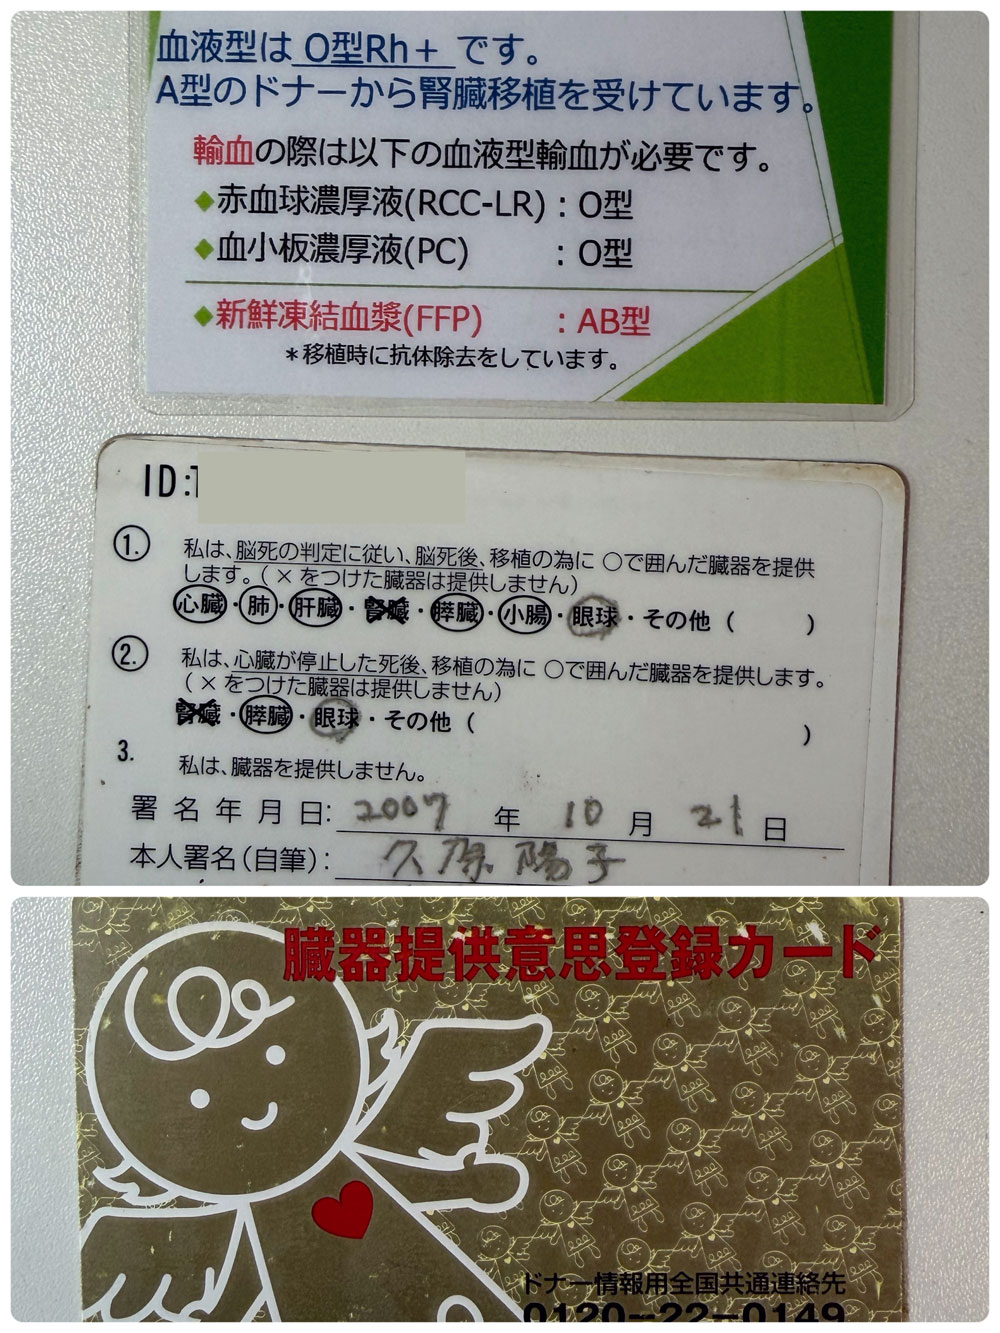 血液型は O型Rh＋ です。
A型のドナーから腎臓移植を受けています。
輸血の際は以下の血液型輸血が必要です。
◆赤血球濃厚液(RCC-LR)：O型
◆血小板濃厚液(PC)：O型
◆新鮮凍結血漿(FFP)：AB型
＊移植時に抗体除去をしています。
ID:
1. 私は、脳死の判定に従い、脳死後、移植の為に ○で囲んだ臓器を提供
します。（×をつけた臓器は提供しません）
心臓・肺・肝臓・腎臓・膵臓・小腸・眼球・その他（ ）
2. 私は、心臓が停止した死後、移植の為に ○で囲んだ臓器を提供します。
（×をつけた臓器は提供しません）
腎臓・膵臓・眼球・その他（ ）
3. 私は、臓器を提供しません。
署名年月日：2007年10月21日
本人署名(自筆)：久原陽子
臓器提供意思登録カード
ドナー情報用全国共通連絡先
0120-22-0149